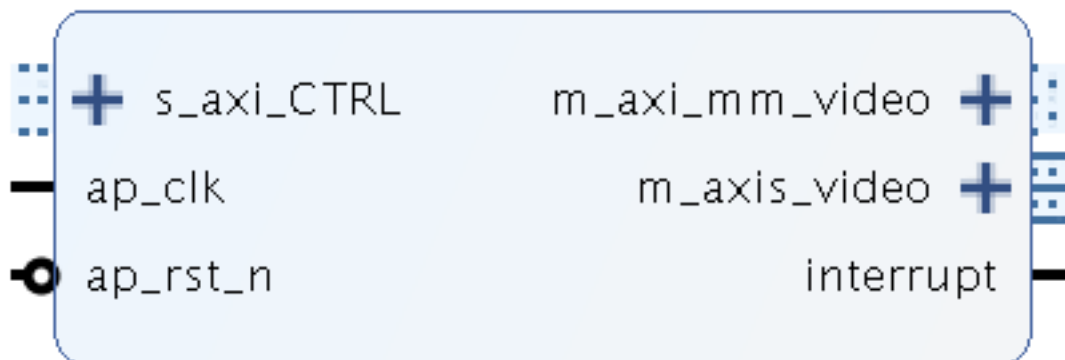 s_axi_CTRL
m_axi_mm_video
ap_clk
m_axis_video
ap_rst_n
interrupt